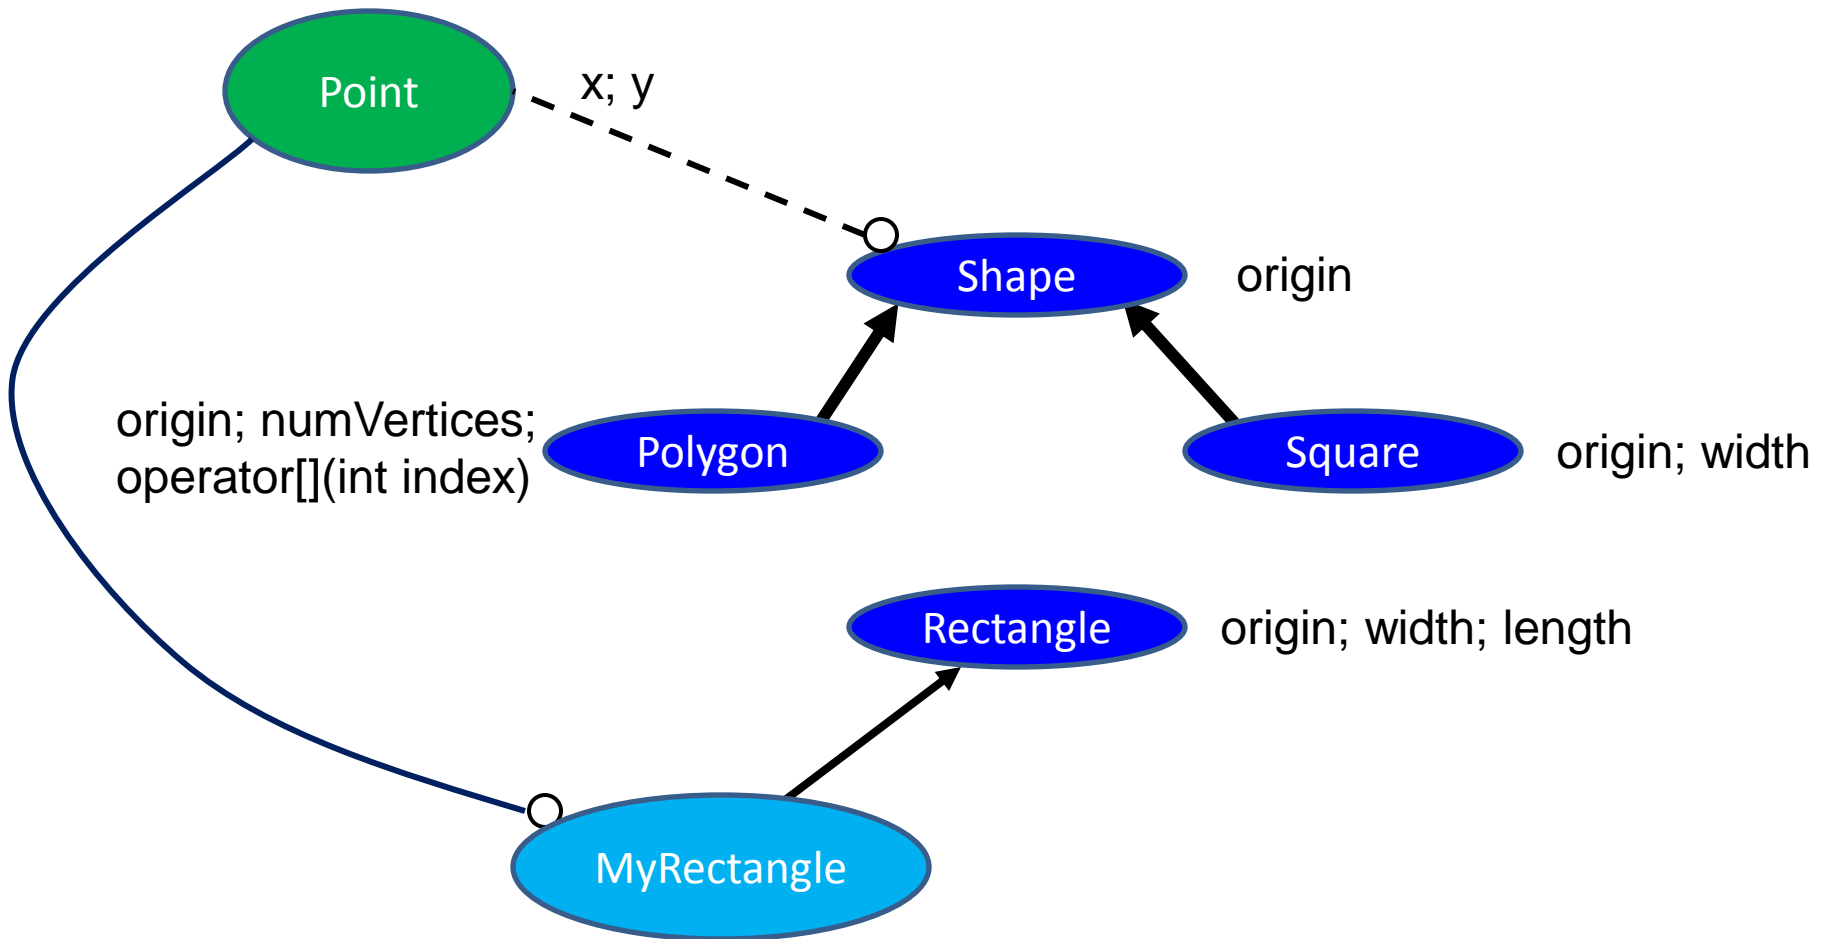 Point
x; y
Shape
origin
origin; numVertices;
operator[](int index)
Polygon
Square
origin; width
Rectangle
origin; width; length
MyRectangle